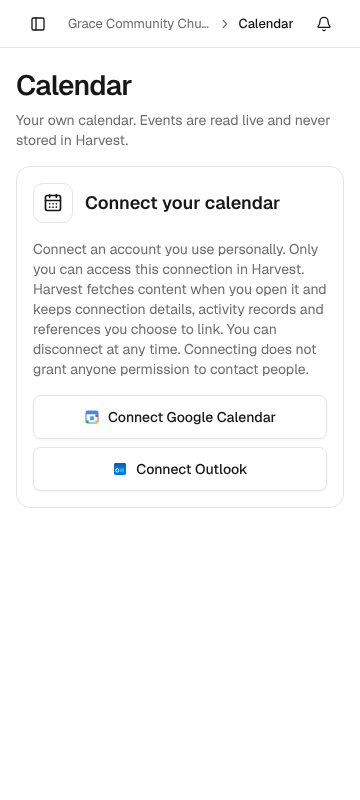 Grace Community Chu...
Calendar
Calendar
Your own calendar. Events are read live and never
stored in Harvest.
Connect your calendar
Connect an account you use personally. Only
you can access this connection in Harvest.
Harvest fetches content when you open it and
keeps connection details, activity records and
references you choose to link. You can
disconnect at any time. Connecting does not
grant anyone permission to contact people.
Connect Google Calendar
Connect Outlook